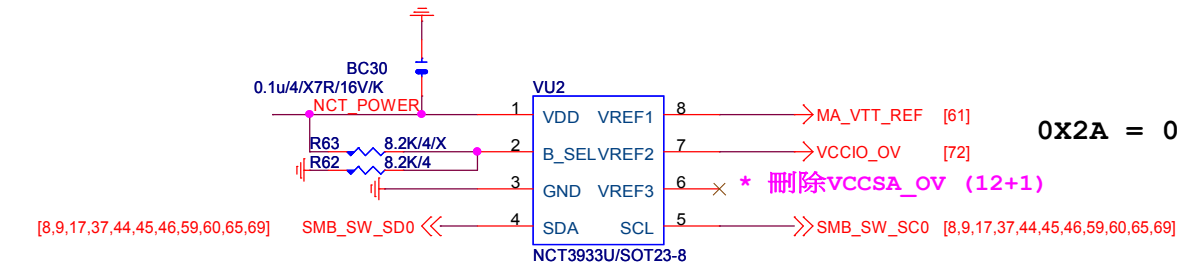 BC30
0.1u/4/X7R/16V/K
VU2
NCT_POWER
1 VDD VREF1 8 MA_VTT_REF [61]
0X2A = 0
R63 8.2K/4/X
2 B_SEL VREF2 7 VCCIO_OV [72]
R62 8.2K/4
3 GND VREF3 6 * 刪除VCCSA_OV (12+1)
[8,9,17,37,44,45,46,59,60,65,69] SMB_SW_SD0 4 SDA SCL 5 SMB_SW_SC0 [8,9,17,37,44,45,46,59,60,65,69]
NCT3933U/SOT23-8